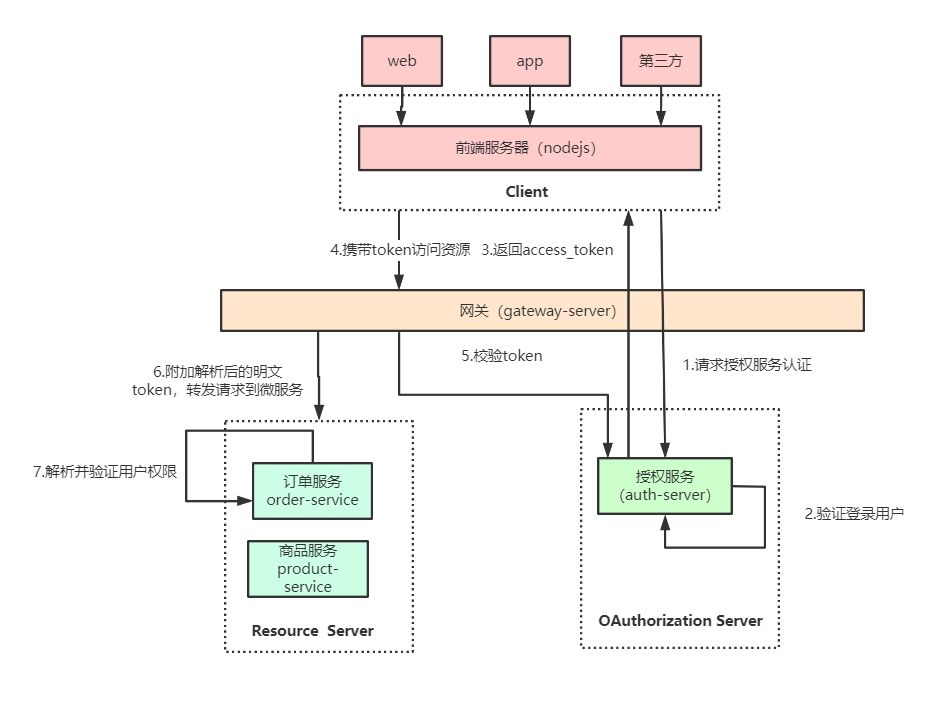 web
app
第三方
前端服务器（nodejs）
Client
4.携带token访问资源
3.返回access_token
网关（gateway-server）
5.校验token
1.请求授权服务认证
6.附加解析后的明文
token，转发请求到微服务
7.解析并验证用户权限
订单服务
order-service
授权服务
（auth-server）
2.验证登录用户
商品服务
product-
service
OAuthorization Server
Resource Server